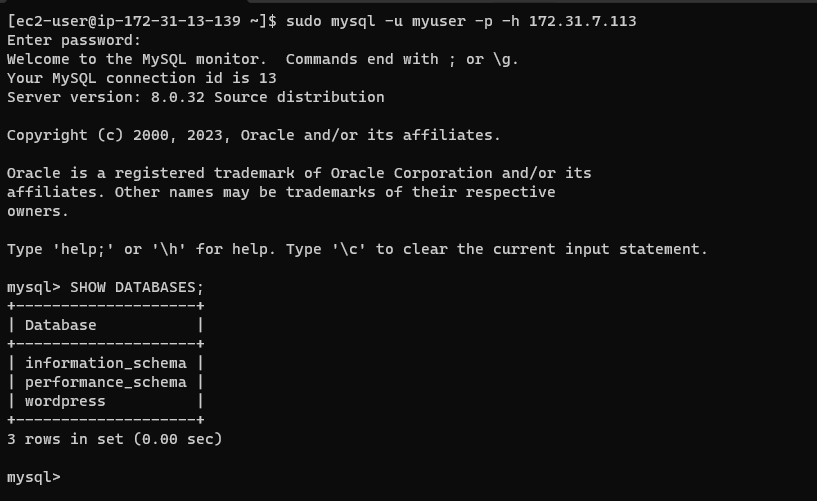 [ec2-user@ip-172-31-13-139 ~]$ sudo mysql -u myuser -p -h 172.31.7.113
Enter password:
Welcome to the MySQL monitor.  Commands end with ; or \g.
Your MySQL connection id is 13
Server version: 8.0.32 Source distribution

Copyright (c) 2000, 2023, Oracle and/or its affiliates.

Oracle is a registered trademark of Oracle Corporation and/or its
affiliates. Other names may be trademarks of their respective
owners.

Type 'help;' or '\h' for help. Type '\c' to clear the current input statement.

mysql> SHOW DATABASES;
+--------------------+
| Database           |
+--------------------+
| information_schema |
| performance_schema |
| wordpress          |
+--------------------+
3 rows in set (0.00 sec)

mysql>